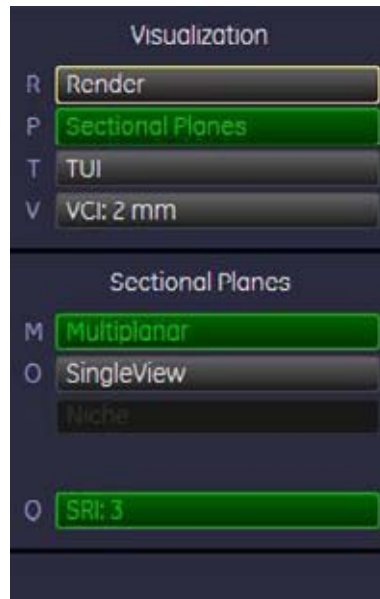 Visualization
R Render
P Sectional Planes
T TUI
V VCI: 2 mm
Sectional Planes
M Multiplanar
O SingleView
Niche
Q SRI: 3